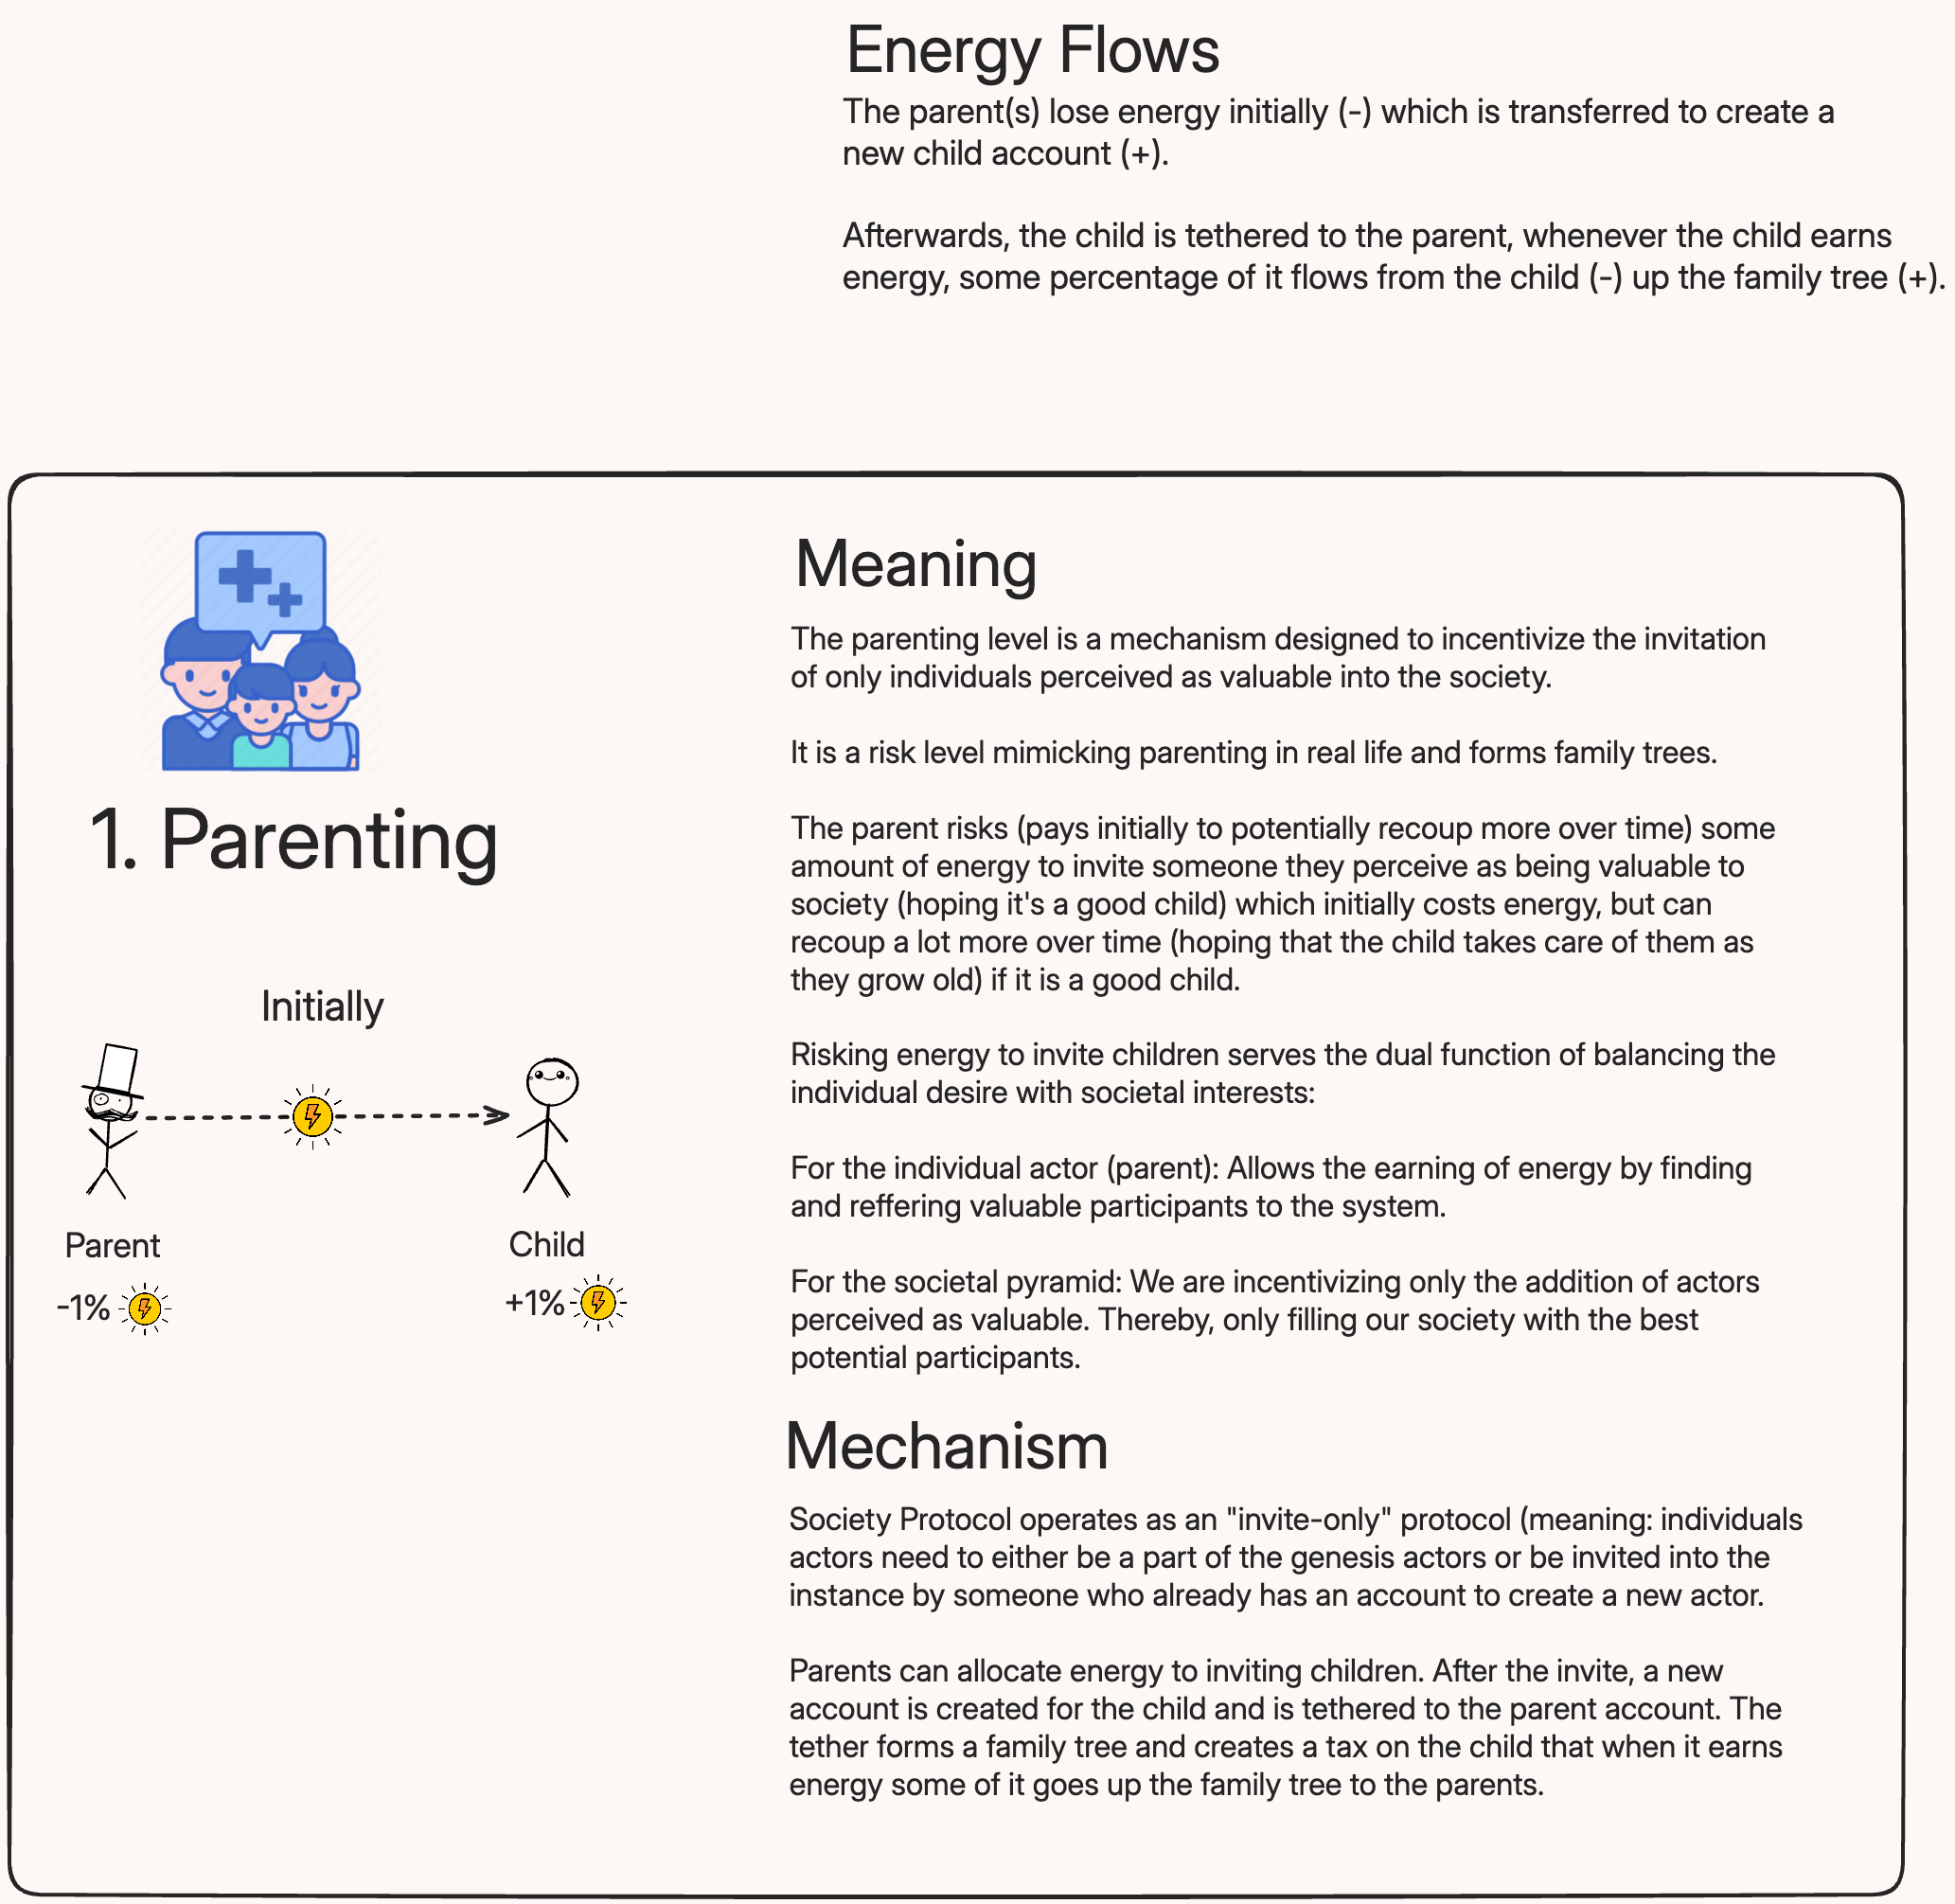 Energy Flows
The parent(s) lose energy initially (-) which is transferred to create a
new child account (+).
Afterwards, the child is tethered to the parent, whenever the child earns
energy, some percentage of it flows from the child (-) up the family tree (+).
1. Parenting
Initially
Parent
Child
-1%
+1%
Meaning
The parenting level is a mechanism designed to incentivize the invitation
of only individuals perceived as valuable into the society.
It is a risk level mimicking parenting in real life and forms family trees.
The parent risks (pays initially to potentially recoup more over time) some
amount of energy to invite someone they perceive as being valuable to
society (hoping it's a good child) which initially costs energy, but can
recoup a lot more over time (hoping that the child takes care of them as
they grow old) if it is a good child.
Risking energy to invite children serves the dual function of balancing the
individual desire with societal interests:
For the individual actor (parent): Allows the earning of energy by finding
and reffering valuable participants to the system.
For the societal pyramid: We are incentivizing only the addition of actors
perceived as valuable. Thereby, only filling our society with the best
potential participants.
Mechanism
Society Protocol operates as an "invite-only" protocol (meaning: individuals
actors need to either be a part of the genesis actors or be invited into the
instance by someone who already has an account to create a new actor.
Parents can allocate energy to inviting children. After the invite, a new
account is created for the child and is tethered to the parent account. The
tether forms a family tree and creates a tax on the child that when it earns
energy some of it goes up the family tree to the parents.